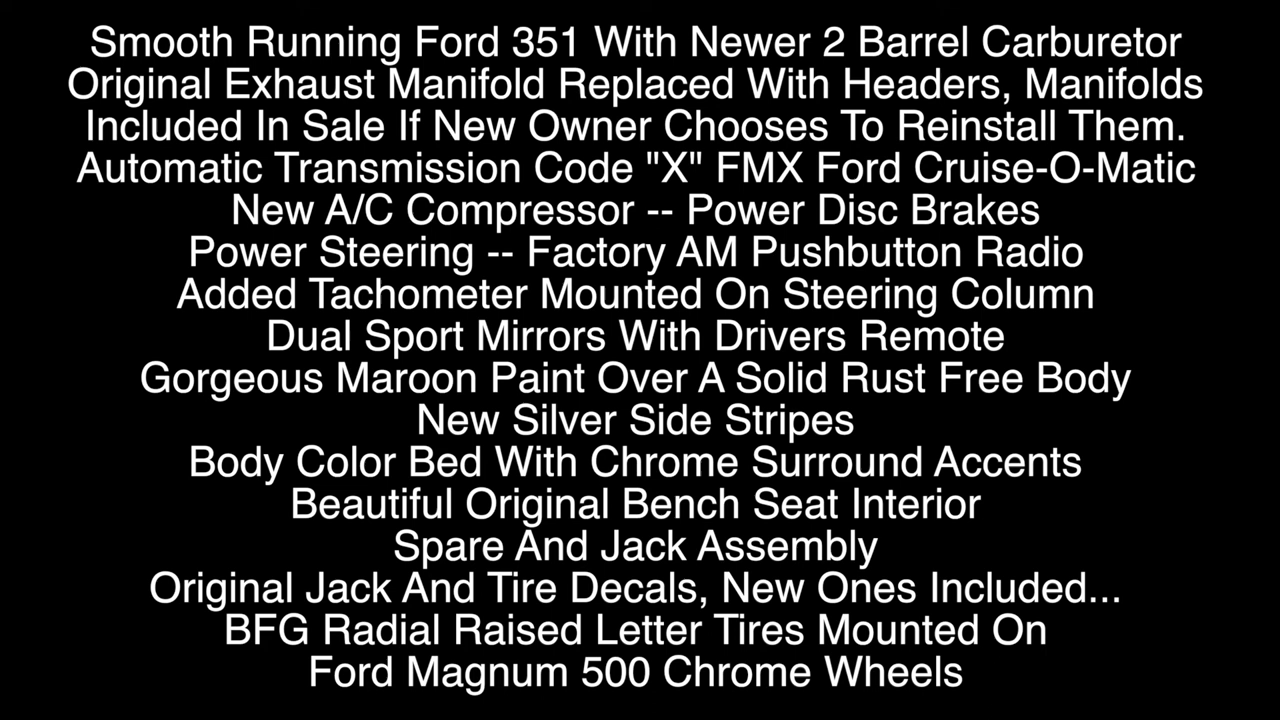 Smooth Running Ford 351 With Newer 2 Barrel Carburetor
Original Exhaust Manifold Replaced With Headers, Manifolds
Included In Sale If New Owner Chooses To Reinstall Them.
Automatic Transmission Code "X" FMX Ford Cruise-O-Matic
New A/C Compressor -- Power Disc Brakes
Power Steering -- Factory AM Pushbutton Radio
Added Tachometer Mounted On Steering Column
Dual Sport Mirrors With Drivers Remote
Gorgeous Maroon Paint Over A Solid Rust Free Body
New Silver Side Stripes
Body Color Bed With Chrome Surround Accents
Beautiful Original Bench Seat Interior
Spare And Jack Assembly
Original Jack And Tire Decals, New Ones Included...
BFG Radial Raised Letter Tires Mounted On
Ford Magnum 500 Chrome Wheels